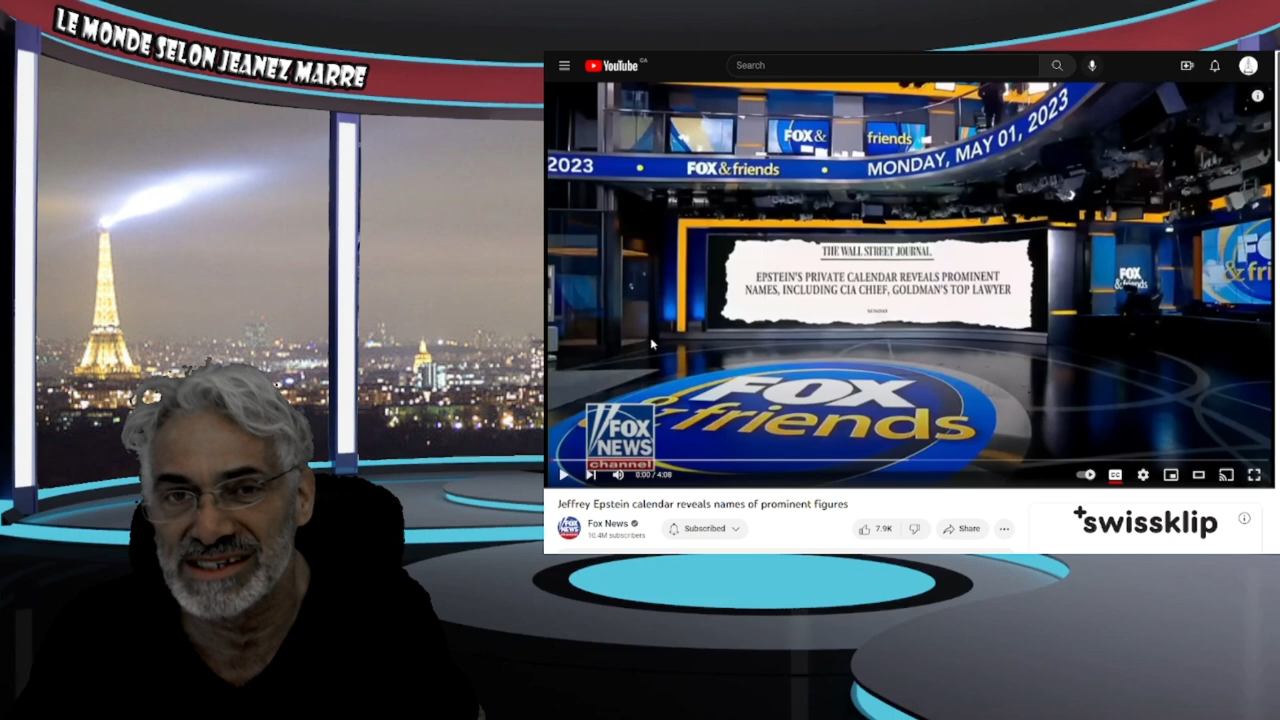 LE MONDE SELON JEANEZ MARRE
YouTube CA
Search
2023
FOX & friends
MONDAY, MAY 01, 2023
FOX &
friends
THE WALL STREET JOURNAL.
EPSTEIN'S PRIVATE CALENDAR REVEALS PROMINENT
NAMES, INCLUDING CIA CHIEF, GOLDMAN'S TOP LAWYER
FOX
& friends
FOX
& friends
FOX
NEWS
channel
0:00 / 4:08
CC
Jeffrey Epstein calendar reveals names of prominent figures
Fox News
10.4M subscribers
Subscribed
7.9K
Share
swissklip